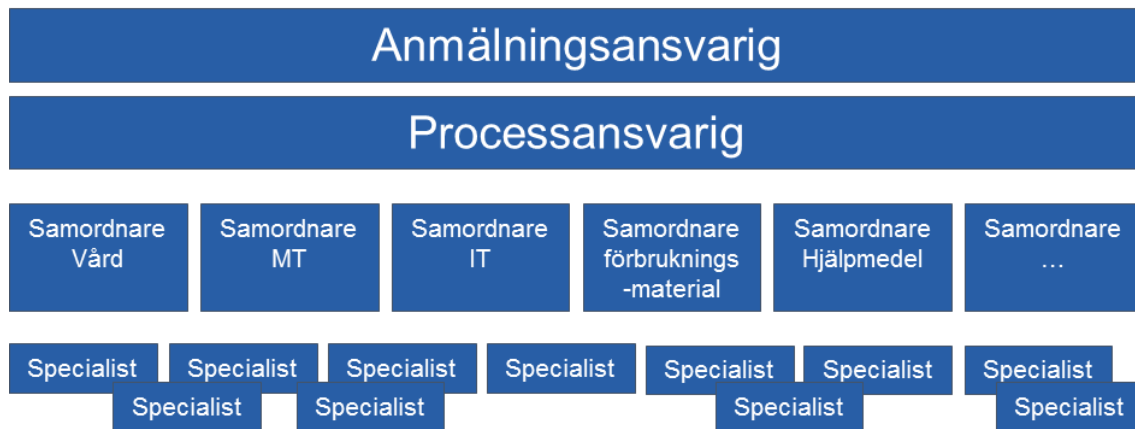 Anmälningsansvarig
Processansvarig
Samordnare
Vård
Samordnare
MT
Samordnare
IT
Samordnare
förbruknings
-material
Samordnare
Hjälpmedel
Samordnare
...
Specialist
Specialist
Specialist
Specialist
Specialist
Specialist
Specialist
Specialist
Specialist
Specialist
Specialist